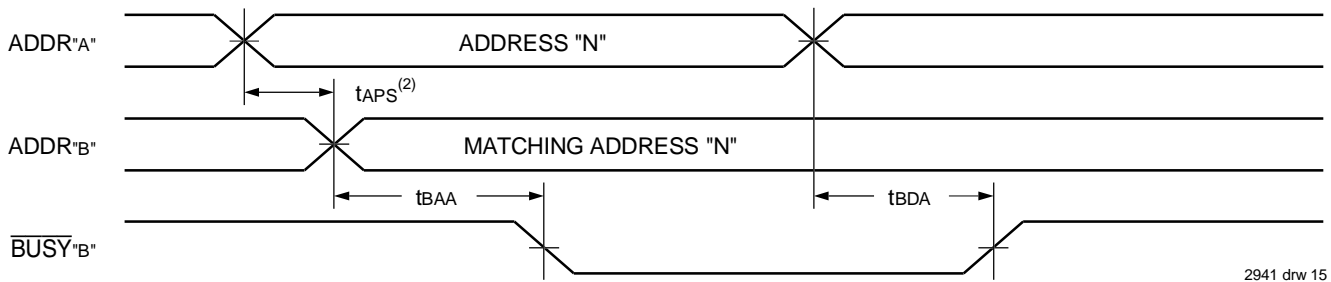 ADDR"A"
ADDRESS "N"
tAPS(2)
ADDR"B"
MATCHING ADDRESS "N"
tBAA
tBDA
BUSY"B"
2941 drw 15